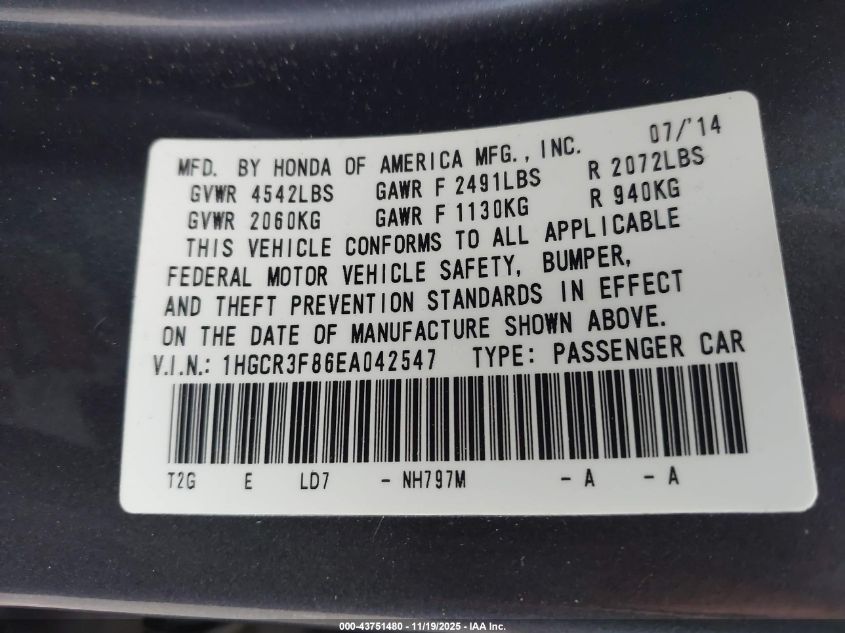 MFD. BY HONDA OF AMERICA MFG., INC. 07/'14
GVWR 4542LBS GAWR F 2491LBS R 2072LBS
GVWR 2060KG GAWR F 1130KG R 940KG
THIS VEHICLE CONFORMS TO ALL APPLICABLE
FEDERAL MOTOR VEHICLE SAFETY, BUMPER,
AND THEFT PREVENTION STANDARDS IN EFFECT
ON THE DATE OF MANUFACTURE SHOWN ABOVE.
V.I.N.: 1HGCR3F86EA042547 TYPE: PASSENGER CAR
T2G E LD7 - NH797M - A - A
000-43751480 - 11/19/2025 - IAA Inc.